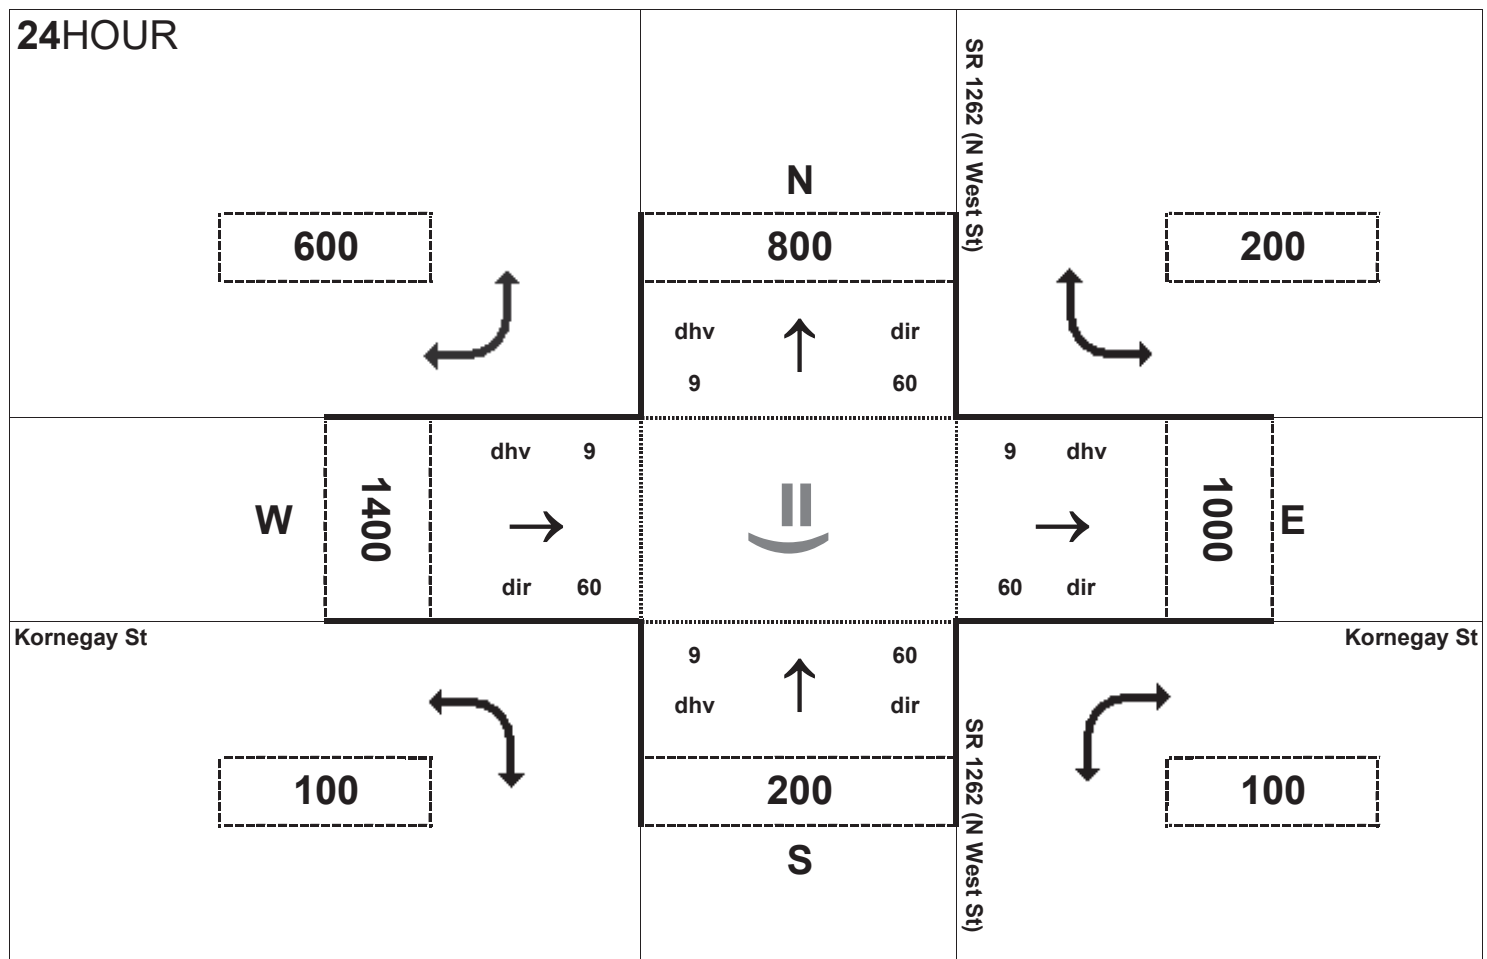 24HOUR
SR 1262 (N West St)
N
600
800
200
dhv
dir
9
60
dhv 9
9 dhv
W
1400
1000
E
dir 60
60 dir
Kornegay St
Kornegay St
9
60
dhv
dir
SR 1262 (N West St)
100
200
100
S